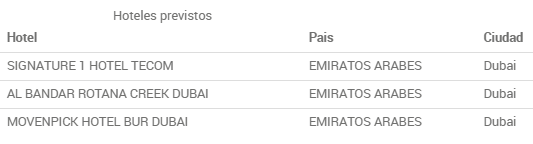 Hoteles previstos
Hotel Pais Ciudad
SIGNATURE 1 HOTEL TECOM EMIRATOS ARABES Dubai
AL BANDAR ROTANA CREEK DUBAI EMIRATOS ARABES Dubai
MOVENPICK HOTEL BUR DUBAI EMIRATOS ARABES Dubai